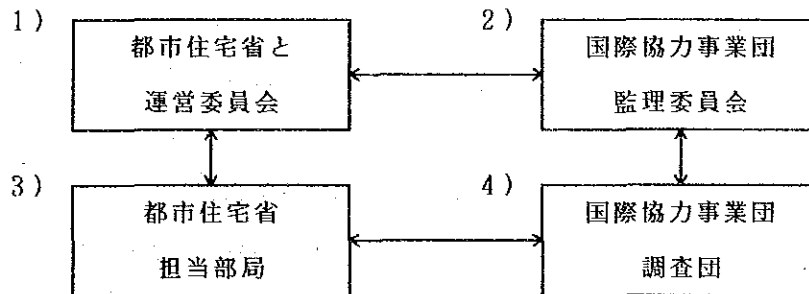 1)
都市住宅省と
運営委員会
2)
国際協力事業団
監理委員会
3)
都市住宅省
担当部局
4)
国際協力事業団
調査団